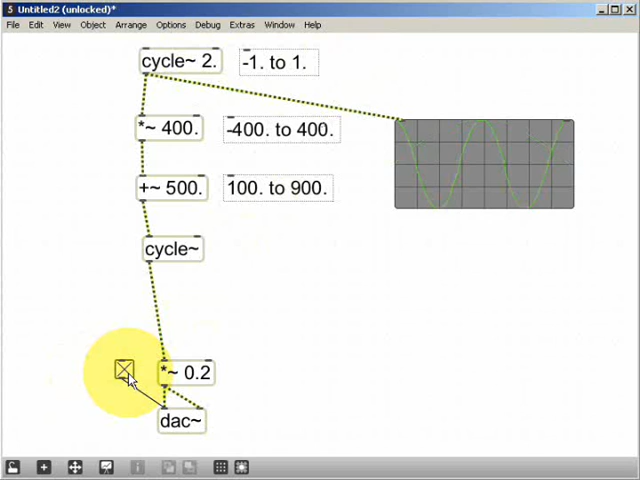 Untitled2 (unlocked)*
File Edit View Object Arrange Options Debug Extras Window Help
cycle~ 2. -1. to 1.
*~ 400. -400. to 400.
+~ 500. 100. to 900.
cycle~
*~ 0.2
dac~